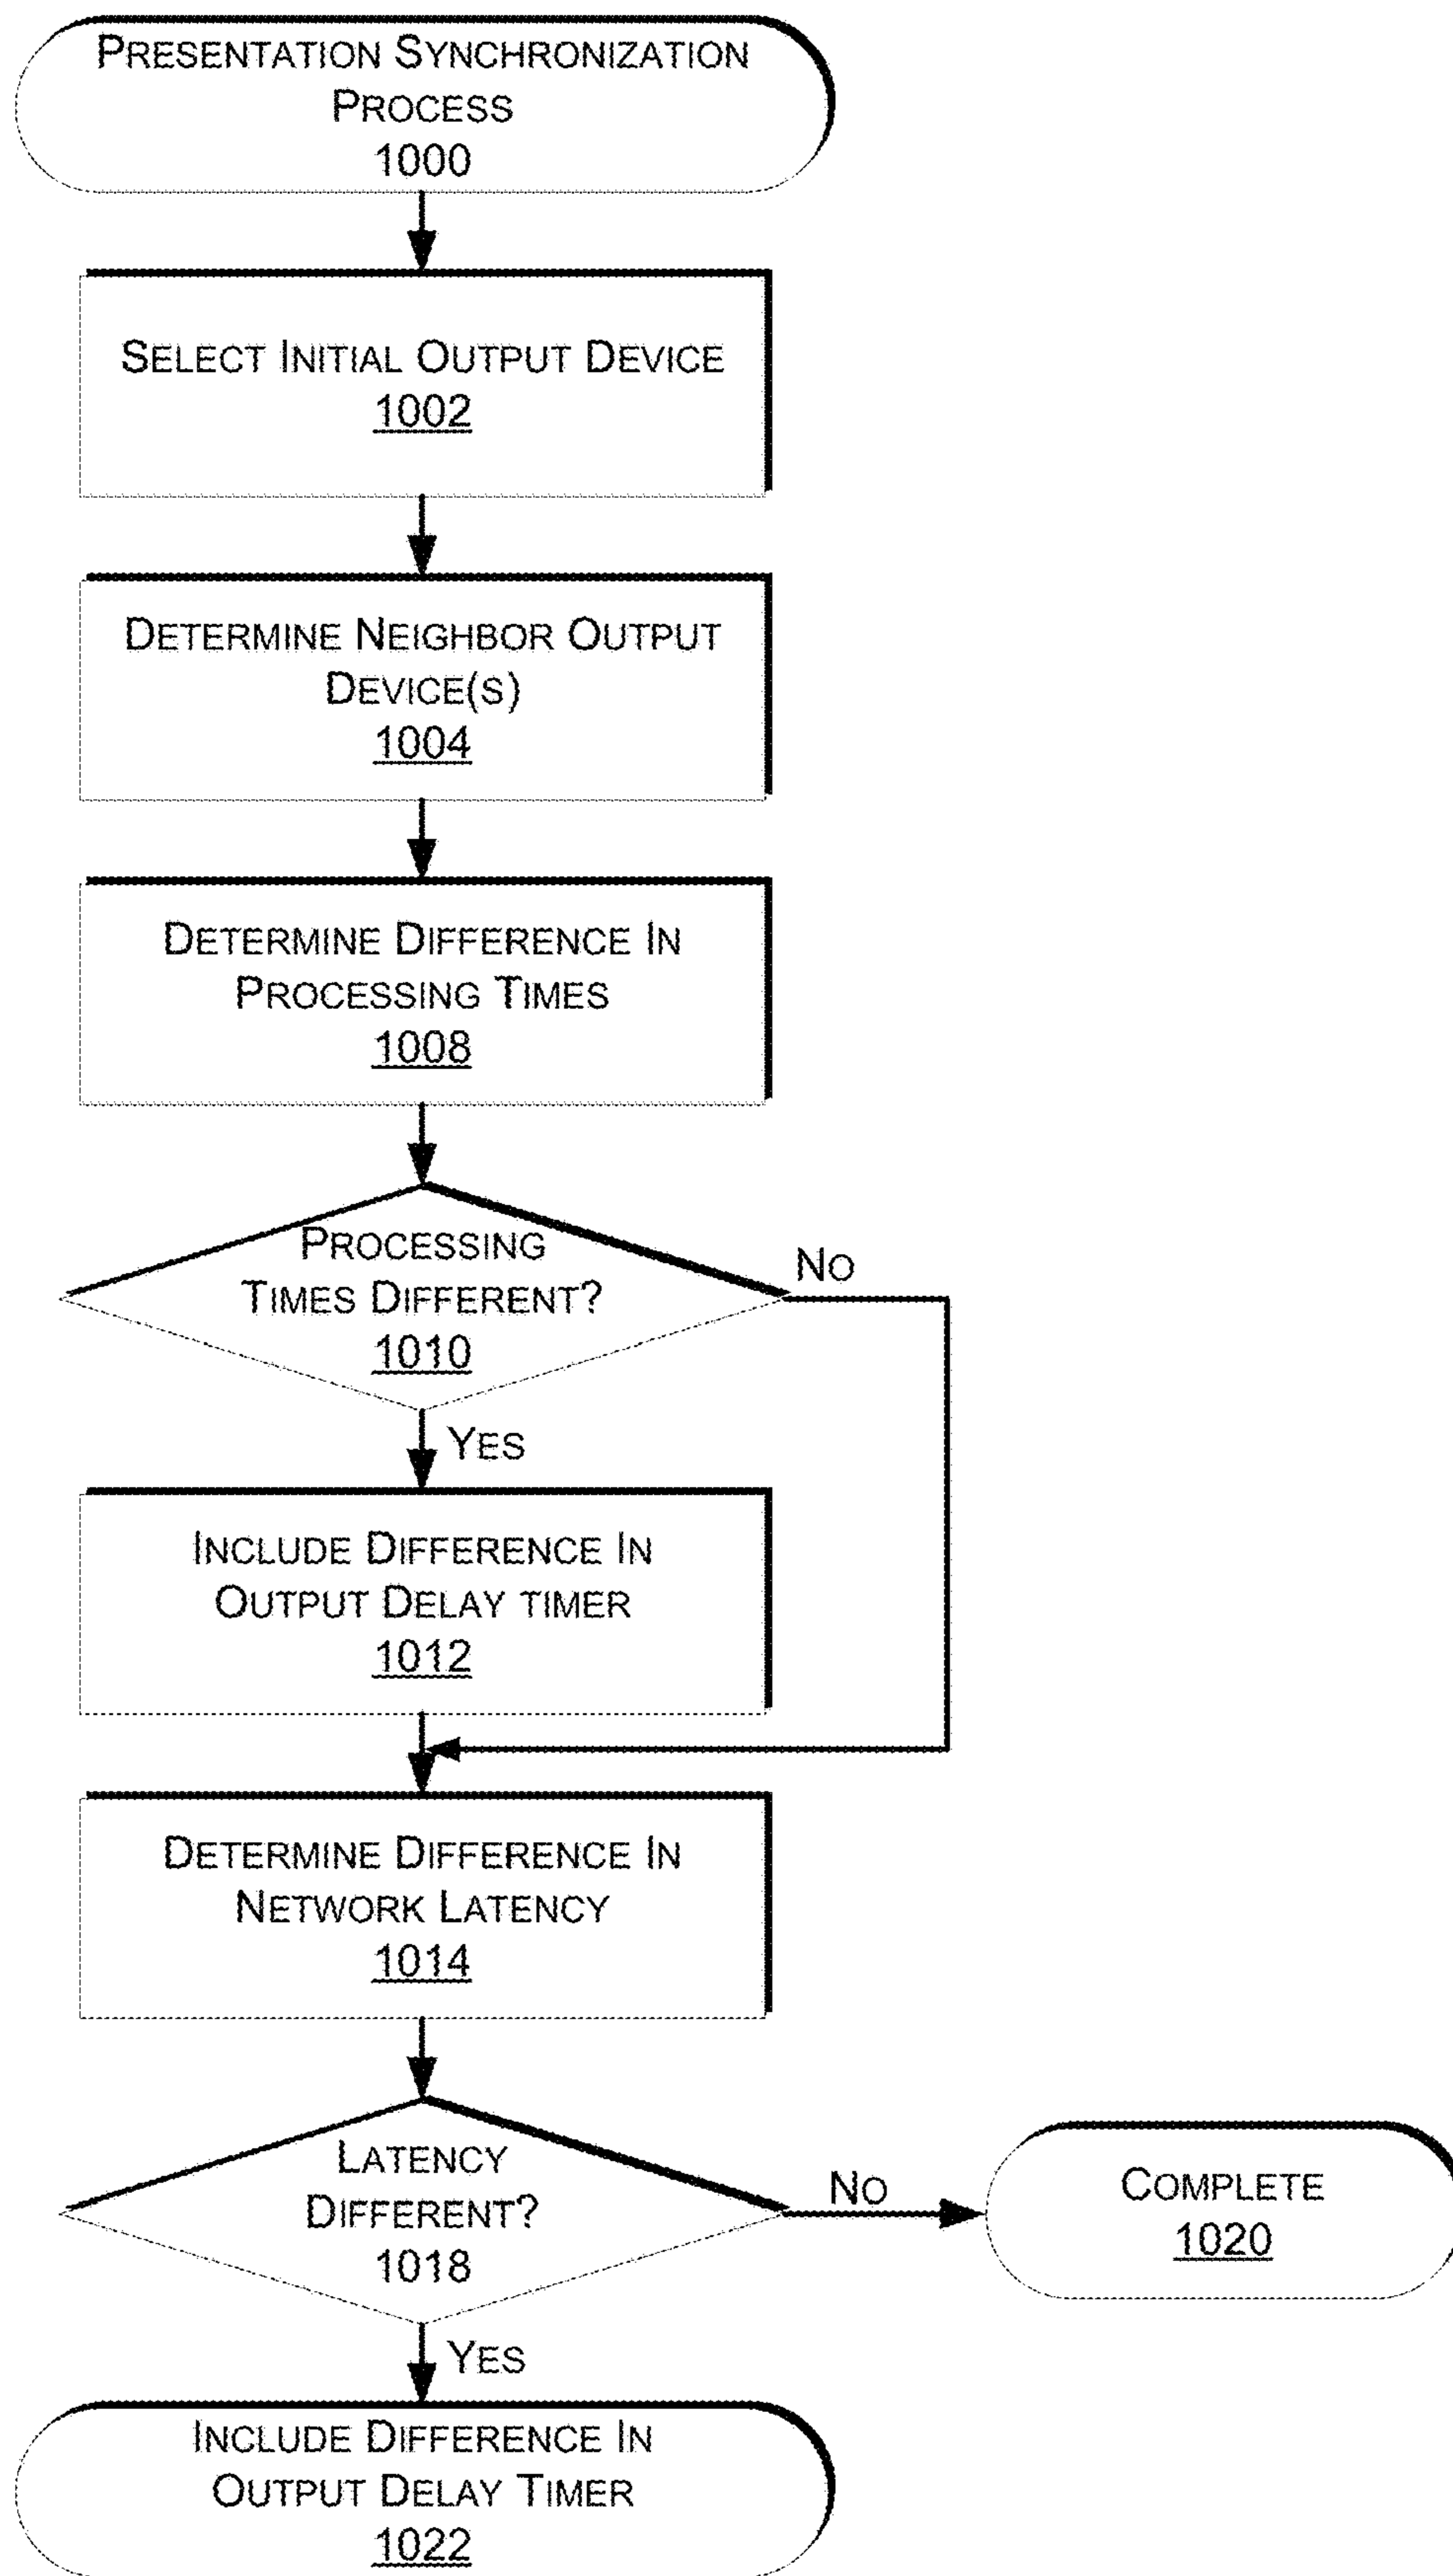 PRESENTATION SYNCHRONIZATION
PROCESS
1000
SELECT INITIAL OUTPUT DEVICE
1002
DETERMINE NEIGHBOR OUTPUT
DEVICE(S)
1004
DETERMINE DIFFERENCE IN
PROCESSING TIMES
1008
PROCESSING
TIMES DIFFERENT?
1010
NO
YES
INCLUDE DIFFERENCE IN
OUTPUT DELAY TIMER
1012
DETERMINE DIFFERENCE IN
NETWORK LATENCY
1014
LATENCY
DIFFERENT?
1018
NO
COMPLETE
1020
YES
INCLUDE DIFFERENCE IN
OUTPUT DELAY TIMER
1022